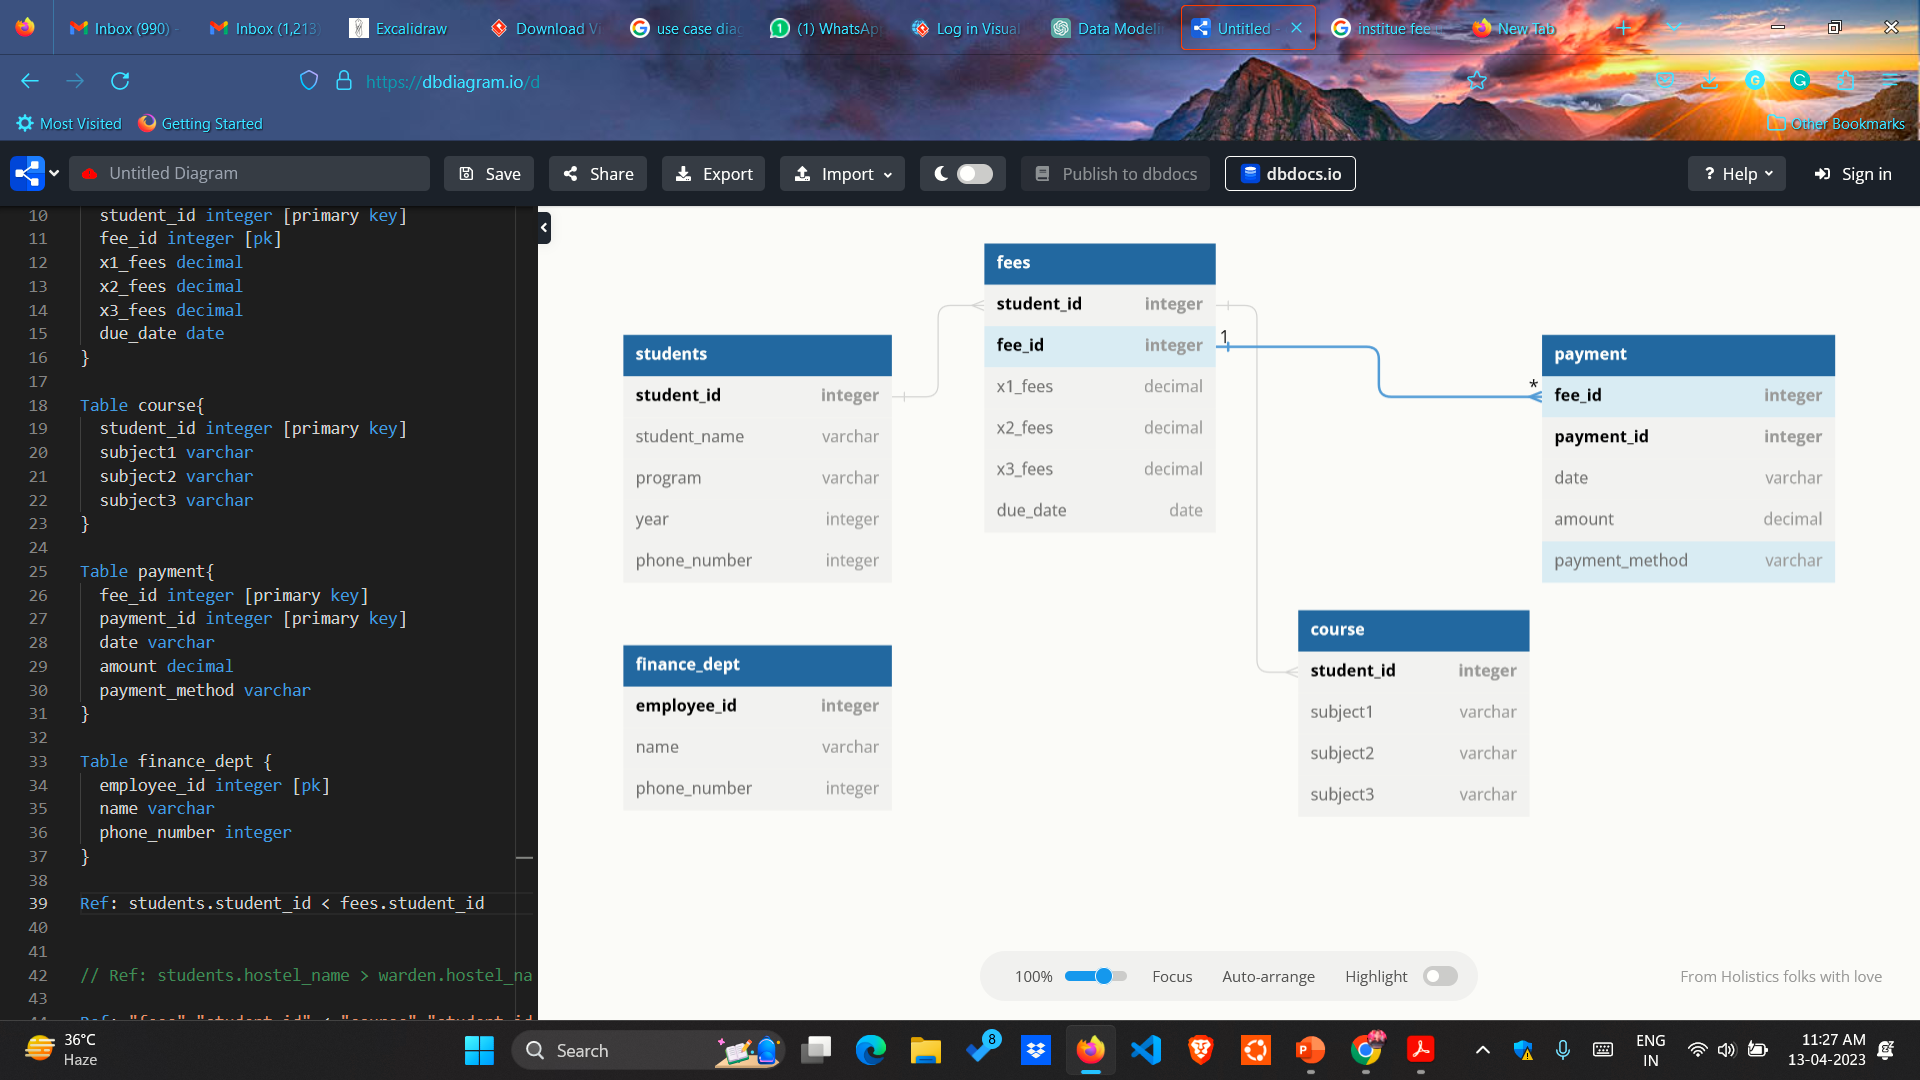 Inbox (990)
Inbox (1,213)
Excalidraw
Download V
use case diag
(1) WhatsAp
Log in Visual
Data Modeli
Untitled -
institue fee
New Tab
https://dbdiagram.io/d
Most Visited
Getting Started
Other Bookmarks
Untitled Diagram
Save
Share
Export
Import
Publish to dbdocs
dbdocs.io
? Help
Sign in
10 student_id integer [primary key]
11 fee_id integer [pk]
12 x1_fees decimal
13 x2_fees decimal
14 x3_fees decimal
15 due_date date
16 }
17
18 Table course{
19 student_id integer [primary key]
20 subject1 varchar
21 subject2 varchar
22 subject3 varchar
23 }
24
25 Table payment{
26 fee_id integer [primary key]
27 payment_id integer [primary key]
28 date varchar
29 amount decimal
30 payment_method varchar
31 }
32
33 Table finance_dept {
34 employee_id integer [pk]
35 name varchar
36 phone_number integer
37 }
38
39 Ref: students.student_id < fees.student_id
40
41
42 // Ref: students.hostel_name > warden.hostel_na
43
44 Ref: "fees"."student_id" < "course"."student_id
fees
student_id integer
fee_id integer
x1_fees decimal
x2_fees decimal
x3_fees decimal
due_date date
1
*
students
student_id integer
student_name varchar
program varchar
year integer
phone_number integer
payment
fee_id integer
payment_id integer
date varchar
amount decimal
payment_method varchar
finance_dept
employee_id integer
name varchar
phone_number integer
course
student_id integer
subject1 varchar
subject2 varchar
subject3 varchar
100%
Focus
Auto-arrange
Highlight
From Holistics folks with love
36°C
Haze
Search
8
ENG
IN
11:27 AM
13-04-2023